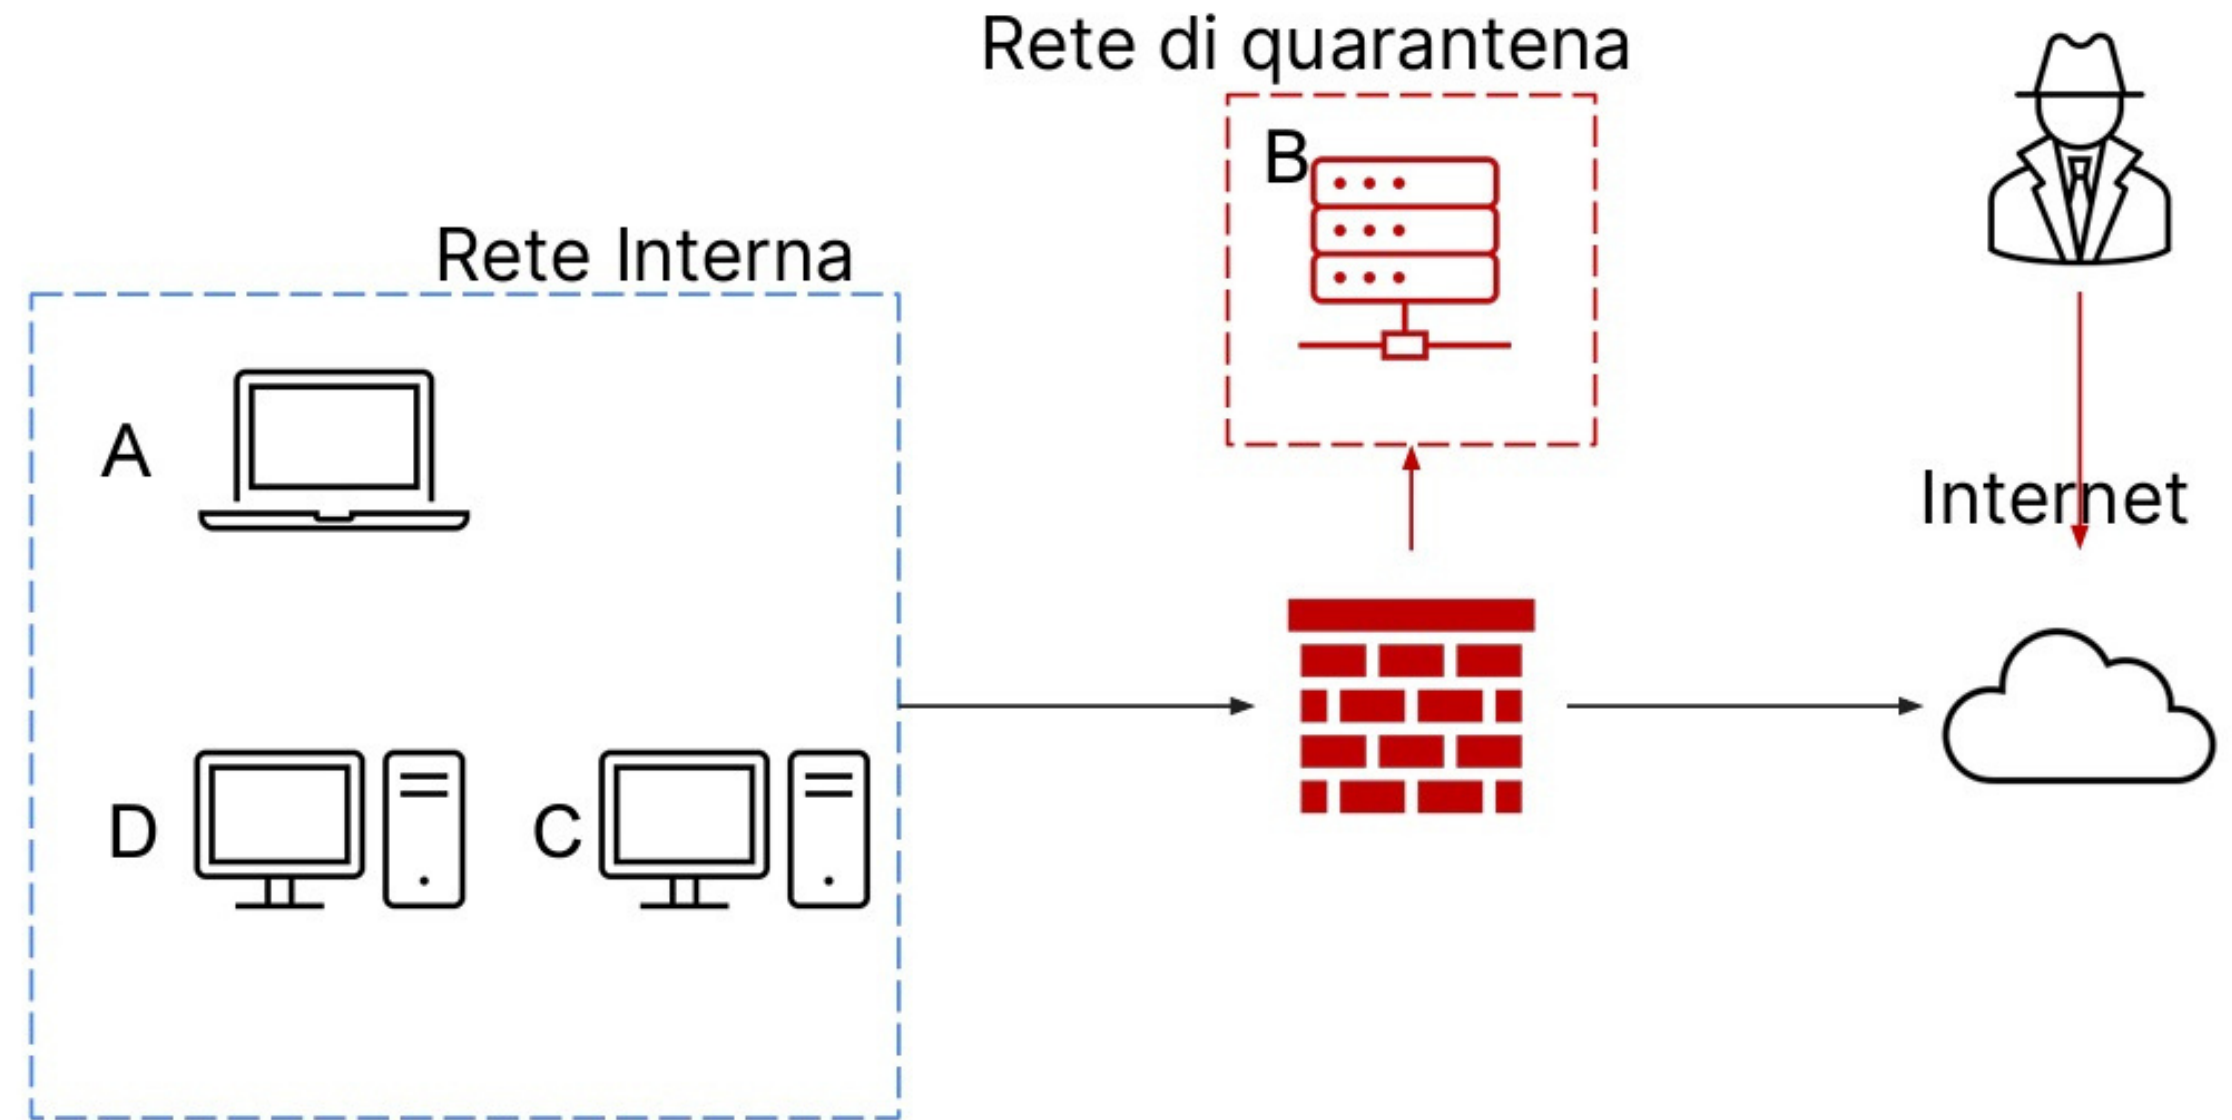 Rete di quarantena
B
Rete Interna
A
Internet
D
C